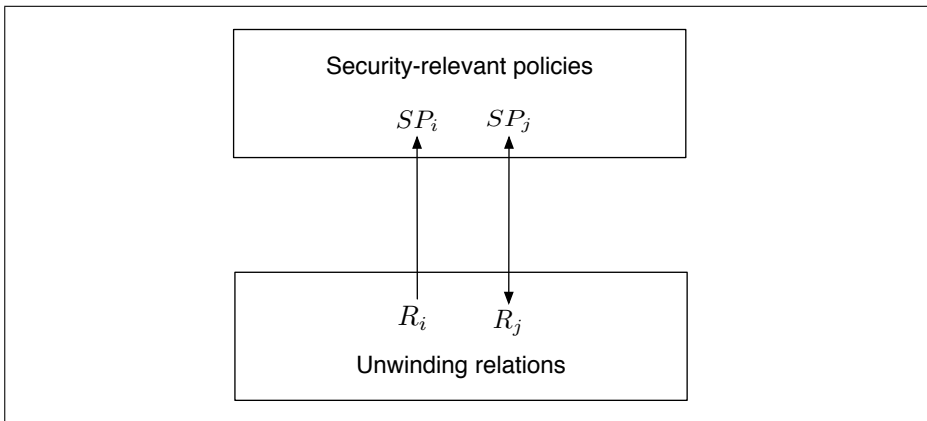 Security-relevant policies
SP_i SP_j
R_i R_j
Unwinding relations